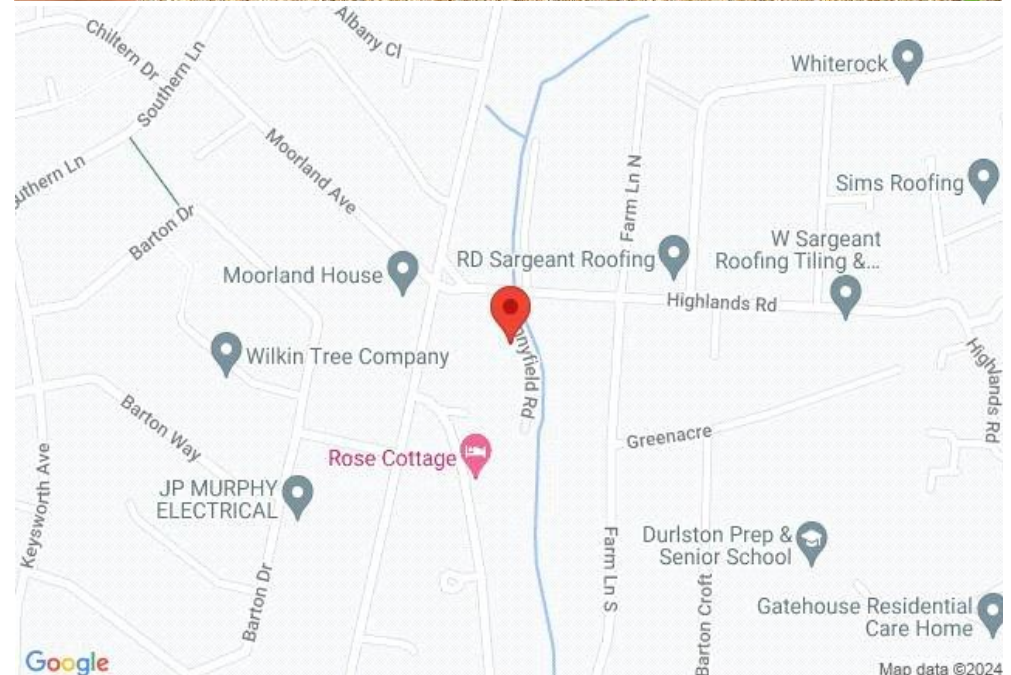 Albany Cl
Chiltern Dr
Southern Ln
Whiterock
Moorland Ave
Farm Ln N
Sims Roofing
Barton Dr
W Sargeant
Roofing Tiling &...
RD Sargeant Roofing
Moorland House
Highlands Rd
Wilkin Tree Company
Highlands Rd
Barton Way
Greenacre
Rose Cottage
Keysworth Ave
JP MURPHY
ELECTRICAL
Durlston Prep &
Senior School
Farm Ln S
Barton Dr
Barton Croft
Gatehouse Residential
Care Home
Google
Map data ©2024